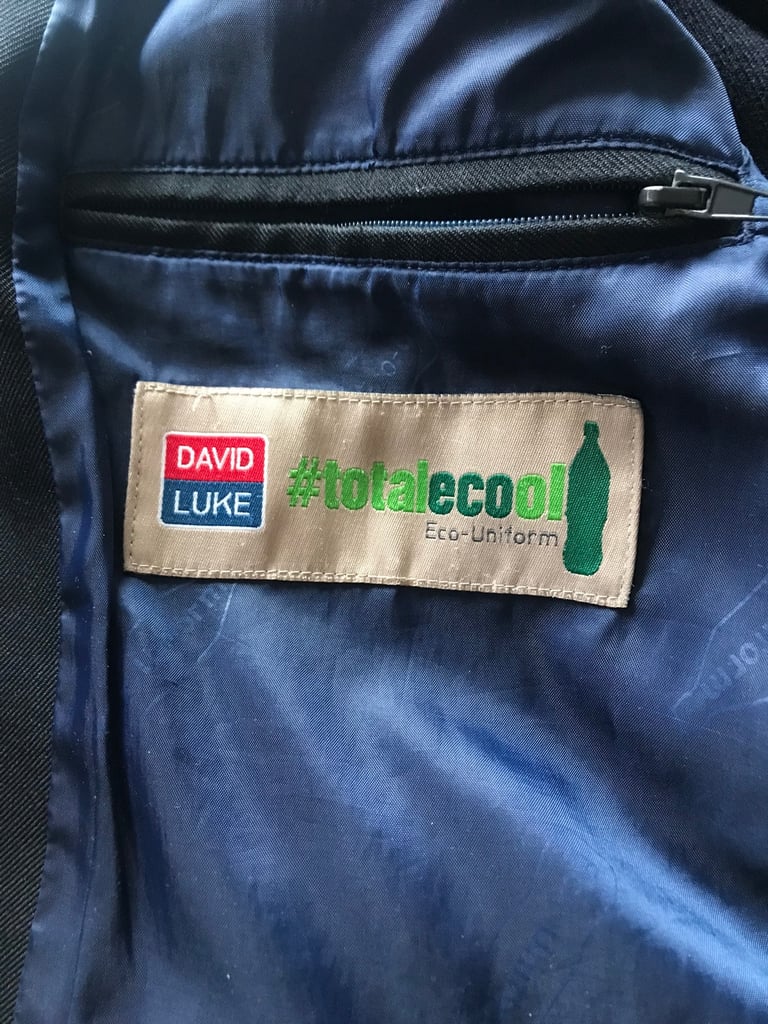 DAVID
LUKE
#totalecool
Eco-Uniform